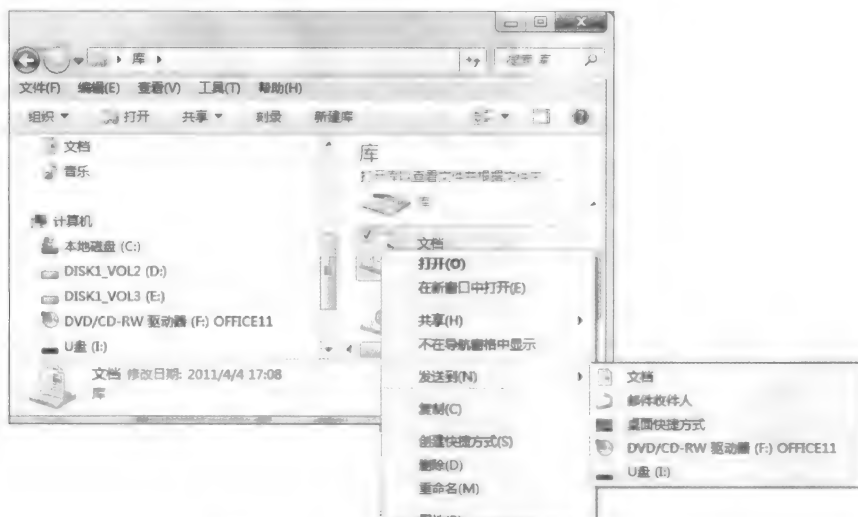 库
文件(F) 编辑(E) 查看(V) 工具(T) 帮助(H)
组织 打开 共享 刻录 新建库
文档
音乐
计算机
本地磁盘 (C:)
DISK1_VOL2 (D:)
DISK1_VOL3 (E:)
DVD/CD-RW 驱动器 (F:) OFFICE11
U盘 (I:)
文档 修改日期: 2011/4/4 17:08
库
库
库
文档
打开(O)
在新窗口中打开(E)
共享(H)
不在导航窗格中显示
发送到(N)
复制(C)
创建快捷方式(S)
删除(D)
重命名(M)
文档
邮件收件人
桌面快捷方式
DVD/CD-RW 驱动器 (F:) OFFICE11
U盘 (I:)